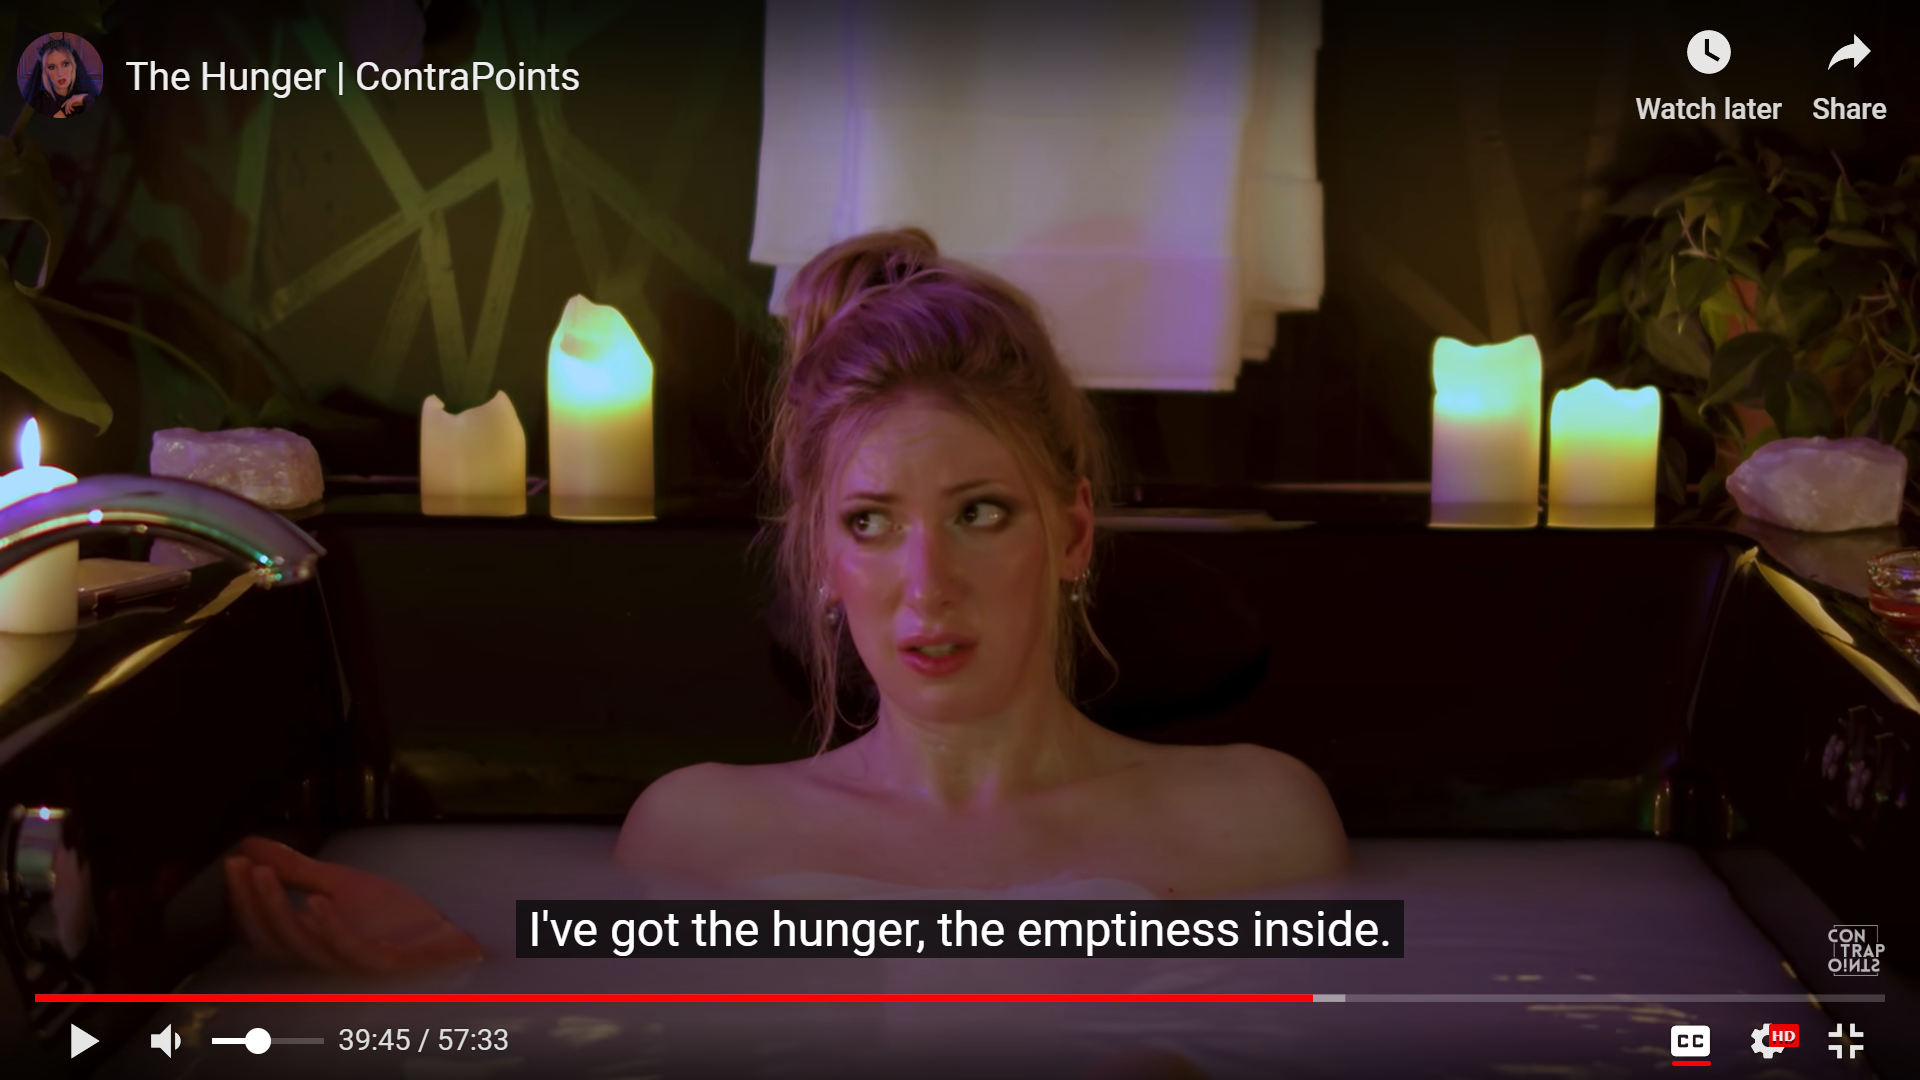 The Hunger | ContraPoints
Watch later
Share
I've got the hunger, the emptiness inside.
CON
TRAP
OINTS
39:45 / 57:33
CC
HD